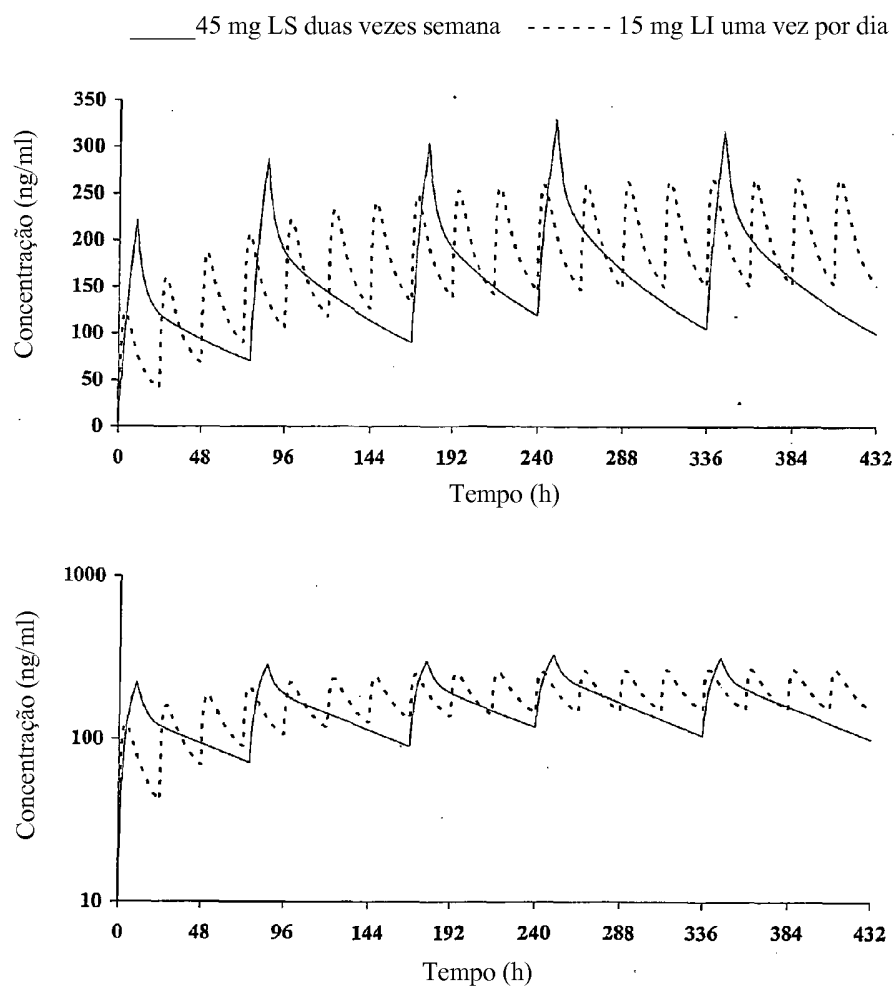 45 mg LS duas vezes semana 15 mg LI uma vez por dia
Concentração (ng/ml)
350
300
250
200
150
100
50
0
0 48 96 144 192 240 288 336 384 432
Tempo (h)
Concentração (ng/ml)
1000
100
10
0 48 96 144 192 240 288 336 384 432
Tempo (h)